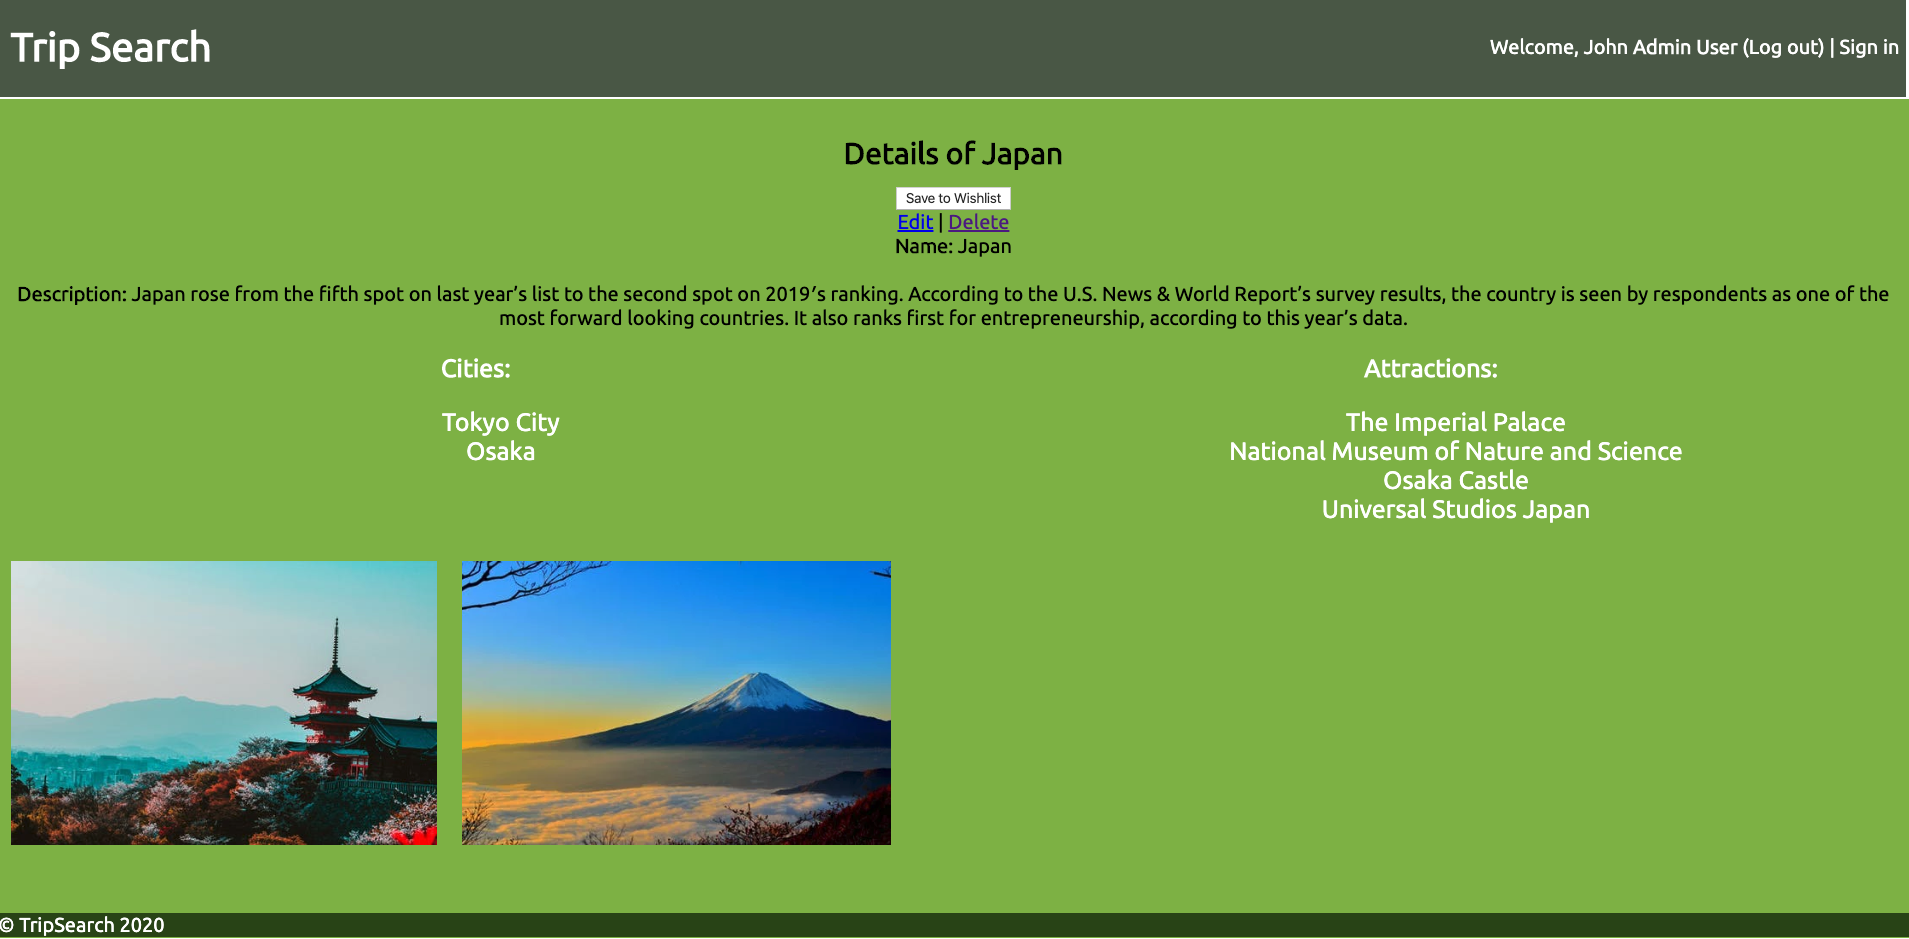 Trip Search
Welcome, John Admin User (Log out) | Sign in
Details of Japan
Save to Wishlist
Edit | Delete
Name: Japan
Description: Japan rose from the fifth spot on last year’s list to the second spot on 2019′s ranking. According to the U.S. News & World Report’s survey results, the country is seen by respondents as one of the
most forward looking countries. It also ranks first for entrepreneurship, according to this year’s data.
Cities:
Tokyo City
Osaka
Attractions:
The Imperial Palace
National Museum of Nature and Science
Osaka Castle
Universal Studios Japan
© TripSearch 2020